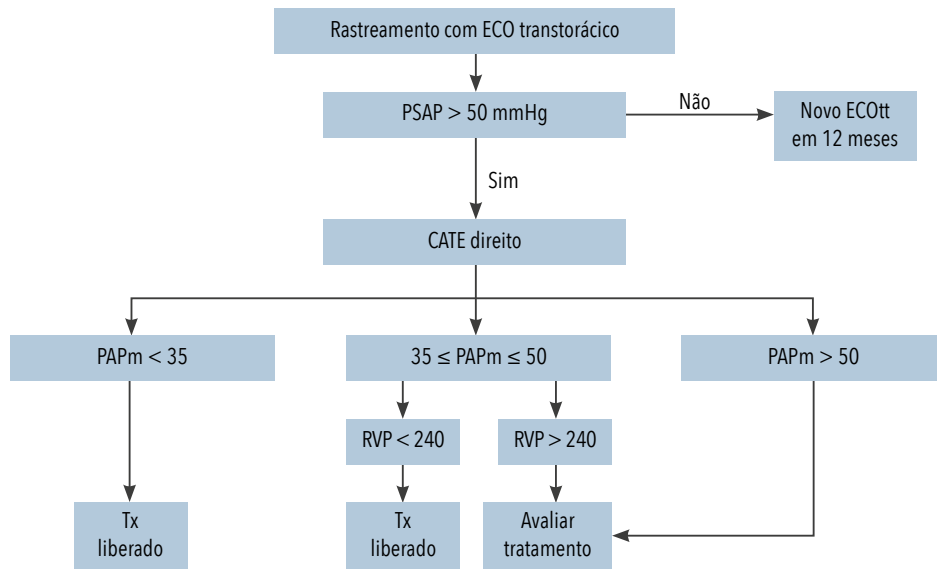 Rastreamento com ECO transtorácico
PSAP > 50 mmHg
Não
Novo ECOtt
em 12 meses
Sim
CATE direito
PAPm < 35
35 ≤ PAPm ≤ 50
PAPm > 50
RVP < 240
RVP > 240
Tx
liberado
Tx
liberado
Avaliar
tratamento